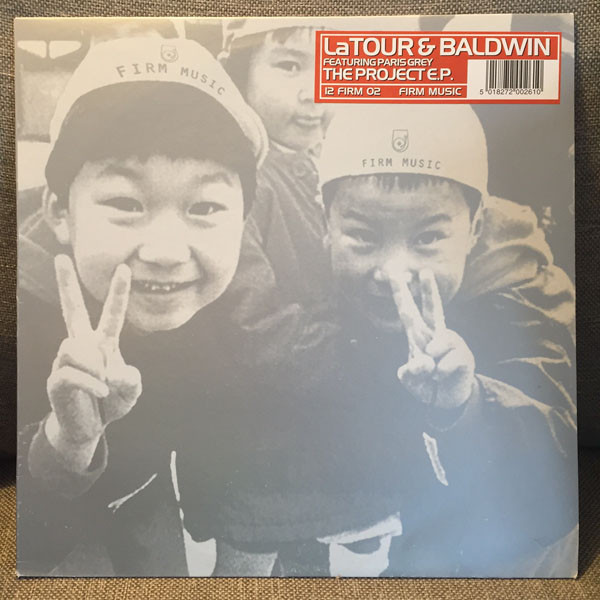 LaTOUR & BALDWIN
FEATURING PARIS GREY
THE PROJECT E.P.
12 FIRM 02 FIRM MUSIC
5 018272 002610
FIRM MUSIC
FIRM MUSIC